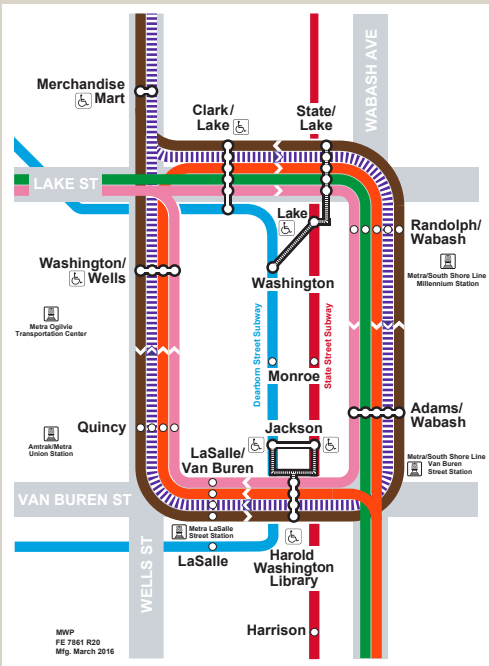 WABASH AVE
Merchandise
Mart
Clark/
Lake
State/
Lake
LAKE ST
Lake
Randolph/
Wabash
Washington/
Wells
Washington
Metra/South Shore Line
Millennium Station
Metra Ogilvie
Transportation Center
Dearborn Street Subway
State Street Subway
Monroe
Quincy
Jackson
Adams/
Wabash
Amtrak/Metra
Union Station
LaSalle/
Van Buren
Metra/South Shore Line
Van Buren
Street Station
VAN BUREN ST
Metra LaSalle
Street Station
WELLS ST
LaSalle
Harold
Washington
Library
Harrison
MWP
FE 7861 R20
Mfg. March 2016